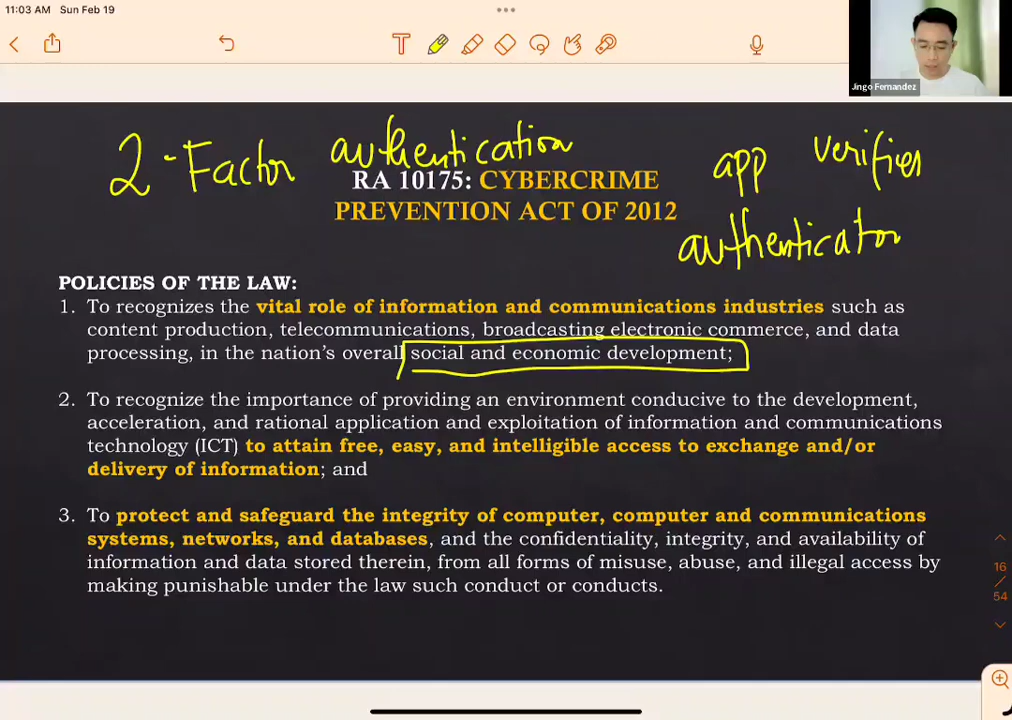 11:03 AM Sun Feb 19
Jingo Fernandez
2-Factor authentication
app verifier
authenticator
RA 10175: CYBERCRIME
PREVENTION ACT OF 2012
POLICIES OF THE LAW:
1. To recognizes the vital role of information and communications industries such as
content production, telecommunications, broadcasting electronic commerce, and data
processing, in the nation's overall social and economic development;
2. To recognize the importance of providing an environment conducive to the development,
acceleration, and rational application and exploitation of information and communications
technology (ICT) to attain free, easy, and intelligible access to exchange and/or
delivery of information; and
3. To protect and safeguard the integrity of computer, computer and communications
systems, networks, and databases, and the confidentiality, integrity, and availability of
information and data stored therein, from all forms of misuse, abuse, and illegal access by
making punishable under the law such conduct or conducts.
16
/
54